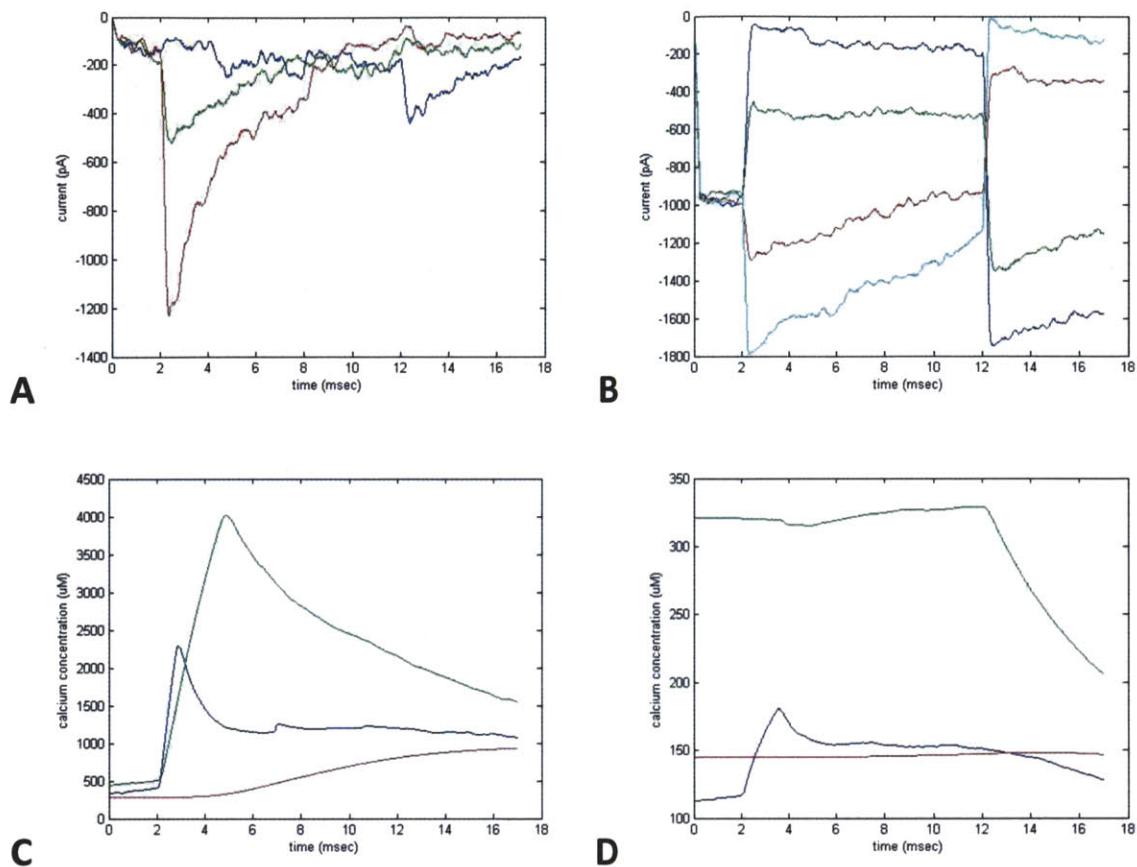 0
-200
-400
-600
-800
-1000
-1200
-1400
current (pA)
0 2 4 6 8 10 12 14 16 18
time (msec)
A
0
-200
-400
-600
-800
-1000
-1200
-1400
-1600
-1800
current (pA)
0 2 4 6 8 10 12 14 16 18
time (msec)
B
4500
4000
3500
3000
2500
2000
1500
1000
500
0
calcium concentration (uM)
0 2 4 6 8 10 12 14 16 18
time (msec)
C
350
300
250
200
150
100
calcium concentration (uM)
0 2 4 6 8 10 12 14 16 18
time (msec)
D